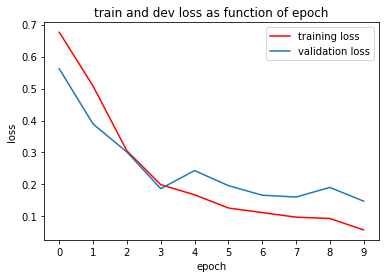 train and dev loss as function of epoch
training loss
validation loss
loss
0.7
0.6
0.5
0.4
0.3
0.2
0.1
0 1 2 3 4 5 6 7 8 9
epoch